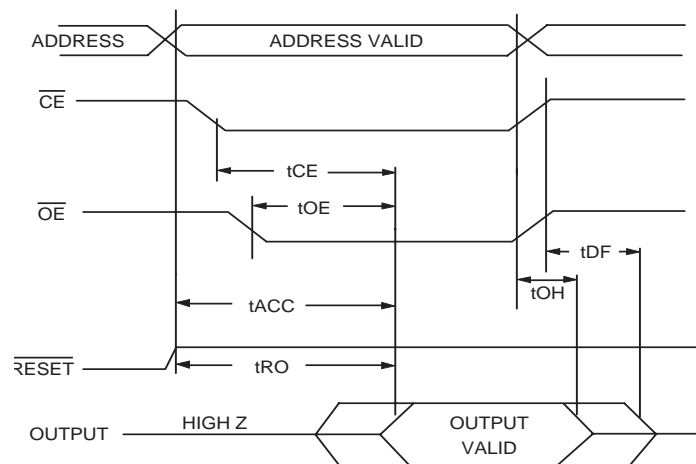 ADDRESS ADDRESS VALID
CE
tCE
tOE
OE
tDF
tOH
tACC
RESET
tRO
HIGH Z
OUTPUT
OUTPUT
VALID